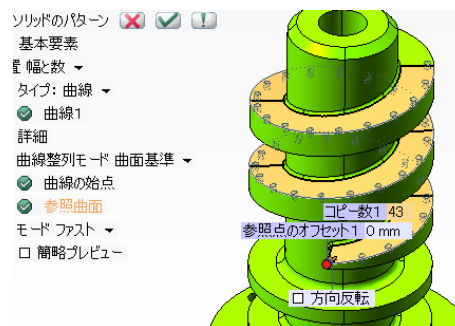 ソリッドのパターン
基本要素
置 幅と数
タイプ: 曲線
曲線1
詳細
曲線整列モード 曲面基準
曲線の始点
参照曲面
モード ファスト
簡略プレビュー
コピー数1 43
参照点のオフセット1 0 mm
方向反転